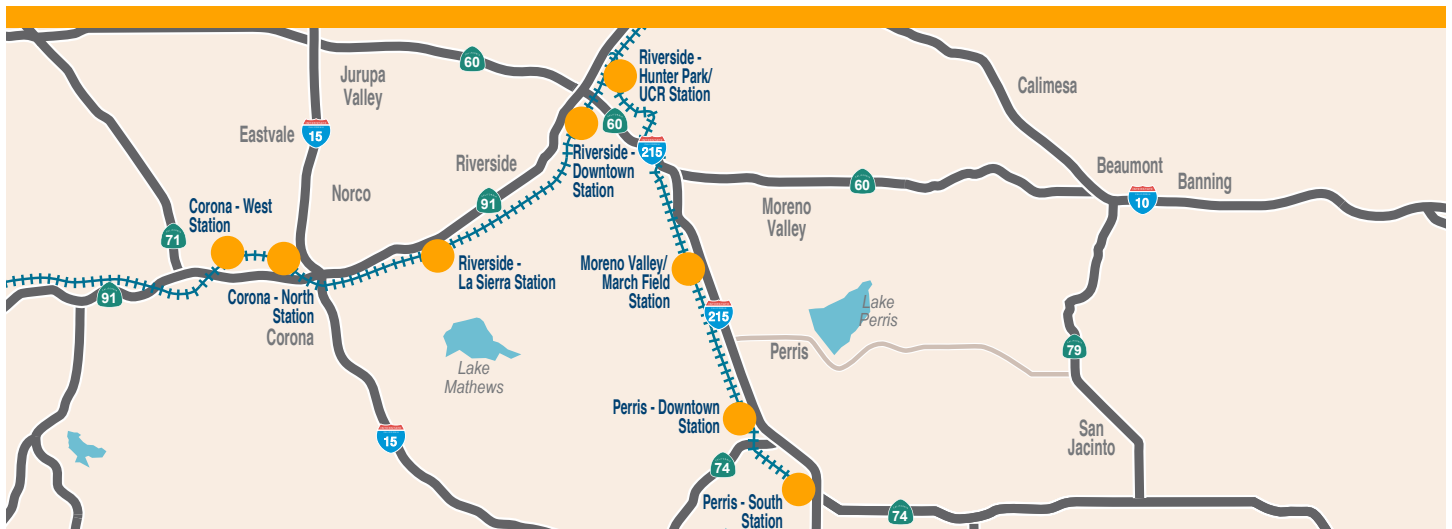 60
Riverside -
Hunter Park/
UCR Station
Jurupa
Valley
Calimesa
Eastvale
15
60
215
Riverside
Riverside -
Downtown
Station
Beaumont
Banning
60
10
Norco
91
Corona - West
Station
Moreno
Valley
71
Riverside -
La Sierra Station
Moreno Valley/
March Field
Station
91
Corona - North
Station
Corona
Lake
Perris
215
Perris
79
Lake
Mathews
Perris - Downtown
Station
15
San
Jacinto
74
Perris - South
Station
74